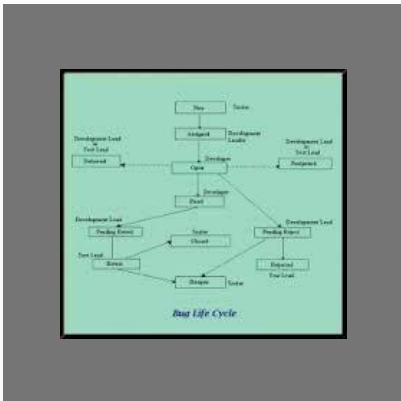 New
Tester
Assigned
Development
Leader
Development Lead
or
Test Lead
Development Lead
or
Test Lead
Deferred
Developer
Open
Postponed
Developer
Fixed
Development Lead
Pending Retest
Development Lead
Pending Reject
Tester
Closed
Test Lead
Retest
Rejected
Test Lead
Reopen
Tester
Bug Life Cycle